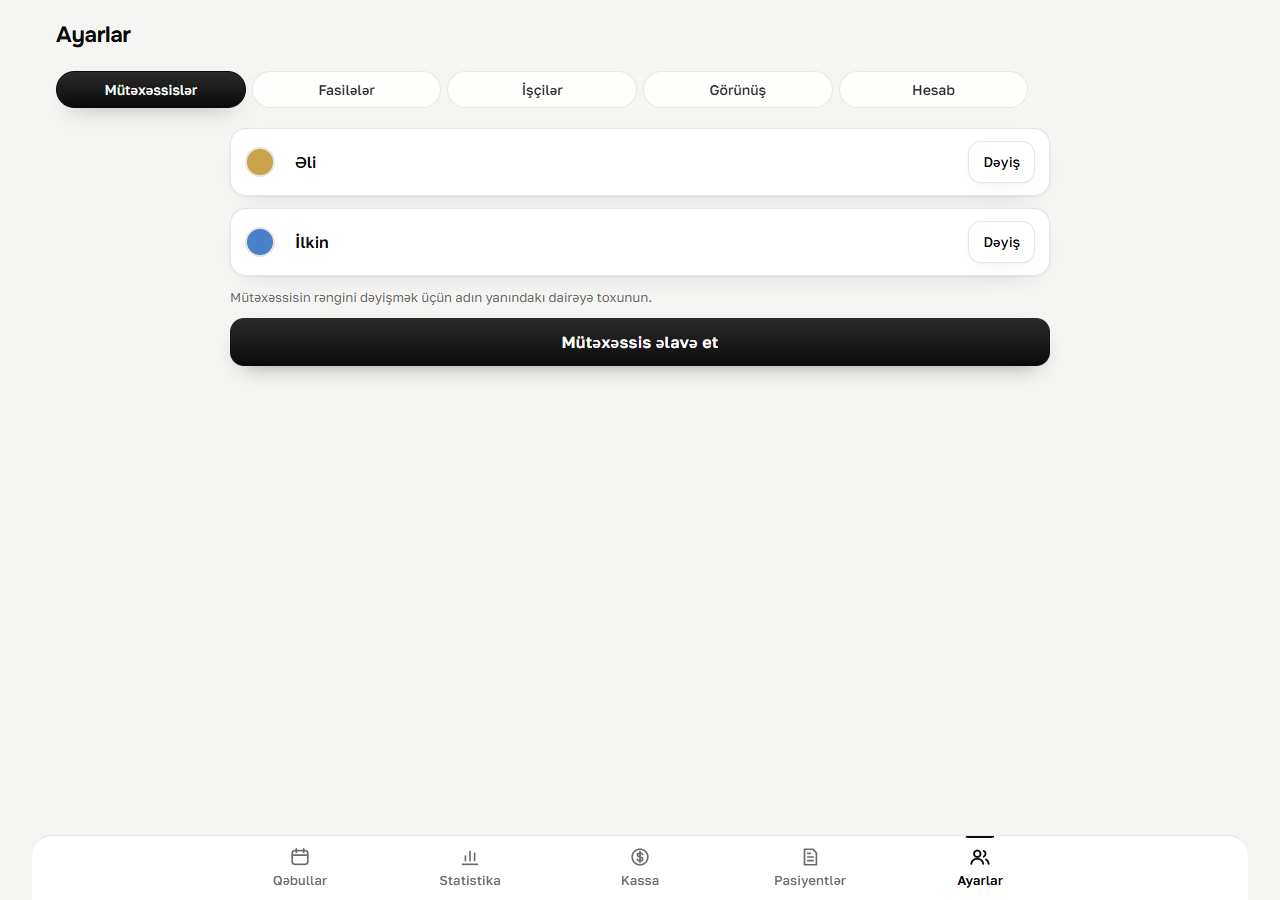 Ayarlar
Mütəxəssislər
Fasilələr
İşçilər
Görünüş
Hesab
Əli
Dəyiş
İlkin
Dəyiş
Mütəxəssisin rəngini dəyişmək üçün adın yanındakı dairəyə toxunun.
Mütəxəssis əlavə et
Qəbullar
Statistika
Kassa
Pasiyentlər
Ayarlar